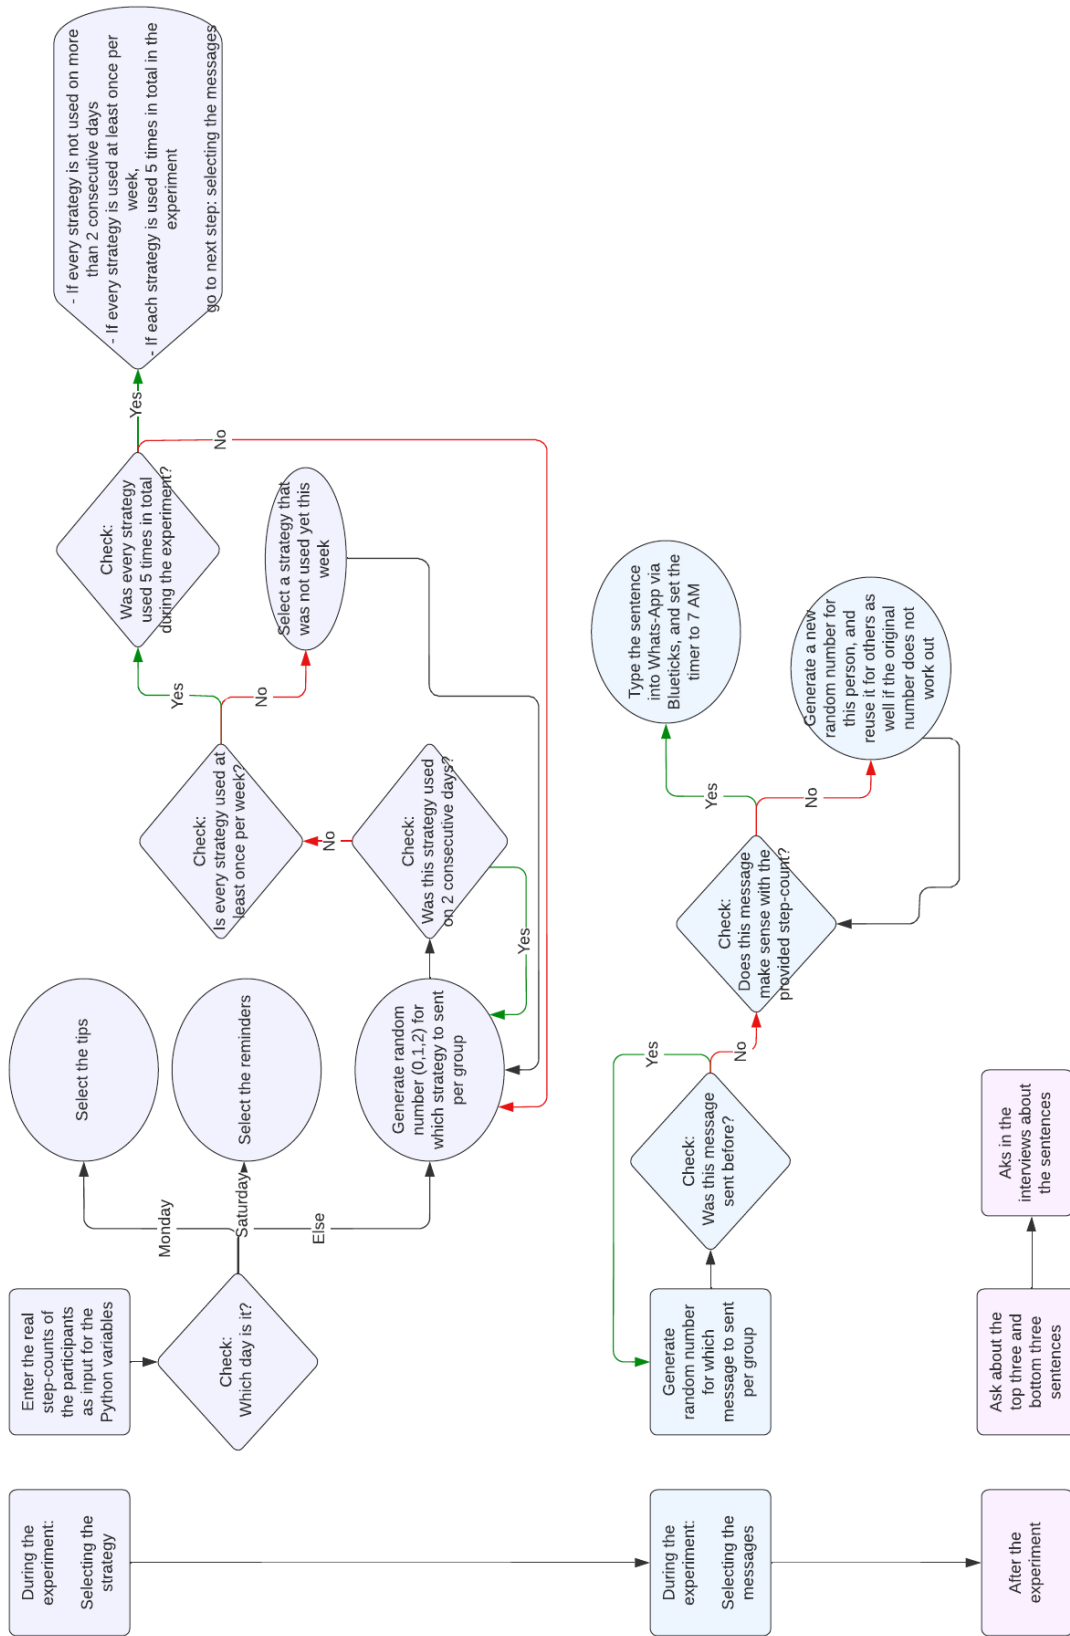 During the
experiment:
Selecting the
strategy
Enter the real
step-counts of
the participants
as input for the
Python variables
Check:
Which day is it?
Monday
Saturday
Else
Select the tips
Select the reminders
Generate random
number (0,1,2) for
which strategy to sent
per group
Check:
Was this strategy used
on 2 consecutive days?
Yes
No
Check:
Is every strategy used at
least once per week?
Yes
No
Select a strategy that
was not used yet this
week
Check:
Was every strategy
used 5 times in total
during the experiment?
Yes
No
- If every strategy is not used on more
than 2 consecutive days
- If every strategy is used at least once per
week,
- If each strategy is used 5 times in total in the
experiment
go to next step: selecting the messages
During the
experiment:
Selecting the
messages
Generate
random number
for which
message to sent
per group
Check:
Was this message
sent before?
Yes
No
Check:
Does this message
make sense with the
provided step-count?
Yes
No
Type the sentence
into Whats-App via
Blueticks, and set the
timer to 7 AM
Generate a new
random number for
this person, and
reuse it for others as
well if the original
number does not
work out
After the
experiment
Ask about the
top three and
bottom three
sentences
Aks in the
interviews about
the sentences